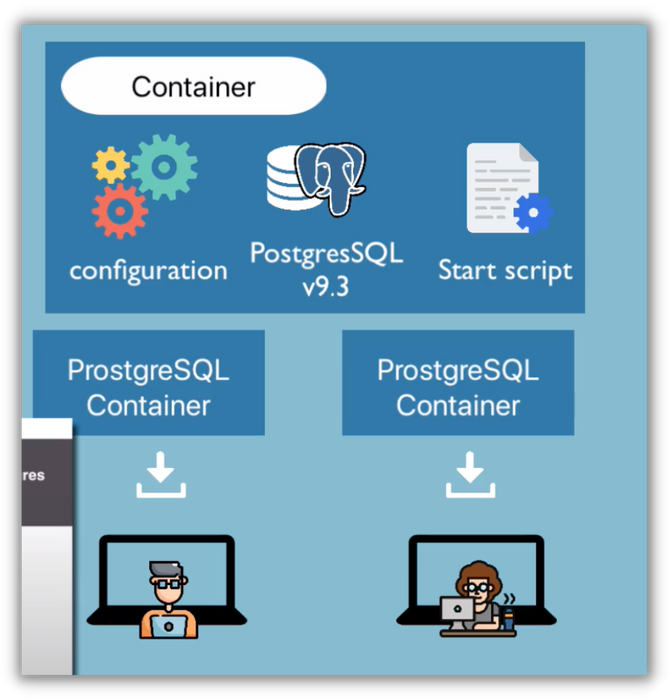 Container
configuration
PostgresSQL
v9.3
Start script
ProstgreSQL
Container
ProstgreSQL
Container
res